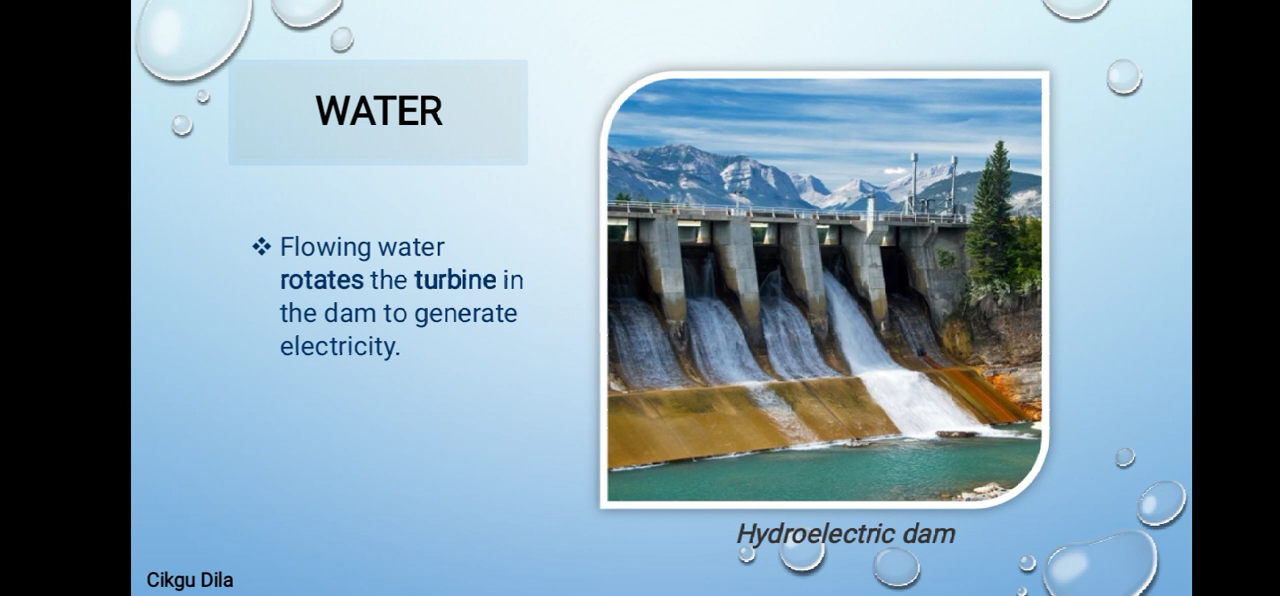 WATER
❖ Flowing water
rotates the turbine in
the dam to generate
electricity.
Hydroelectric dam
Cikgu Dila